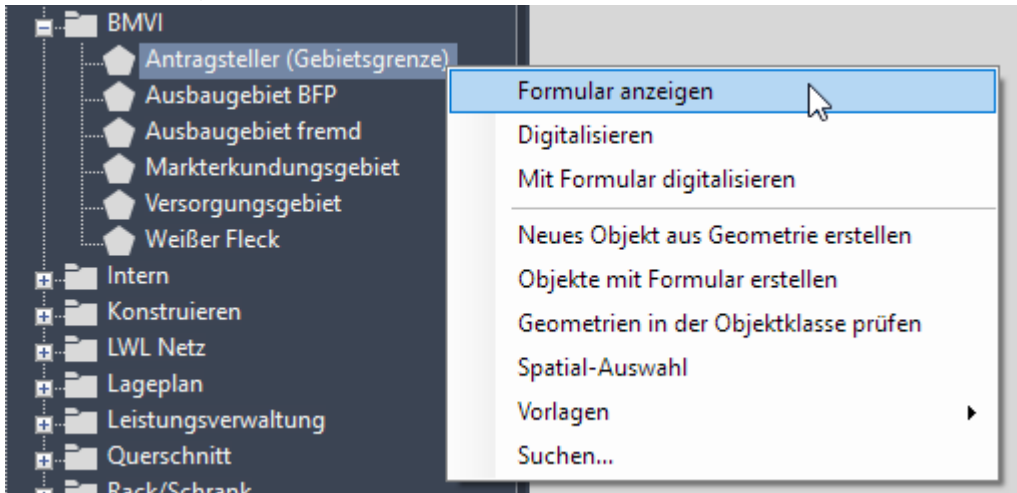 BMVI
Antragsteller (Gebietsgrenze)
Ausbaugebiet BFP
Ausbaugebiet fremd
Markterkundungsgebiet
Versorgungsgebiet
Weißer Fleck
Intern
Konstruieren
LWL Netz
Lageplan
Leistungsverwaltung
Querschnitt
Rack/Schrank
Formular anzeigen
Digitalisieren
Mit Formular digitalisieren
Neues Objekt aus Geometrie erstellen
Objekte mit Formular erstellen
Geometrien in der Objektklasse prüfen
Spatial-Auswahl
Vorlagen
Suchen...